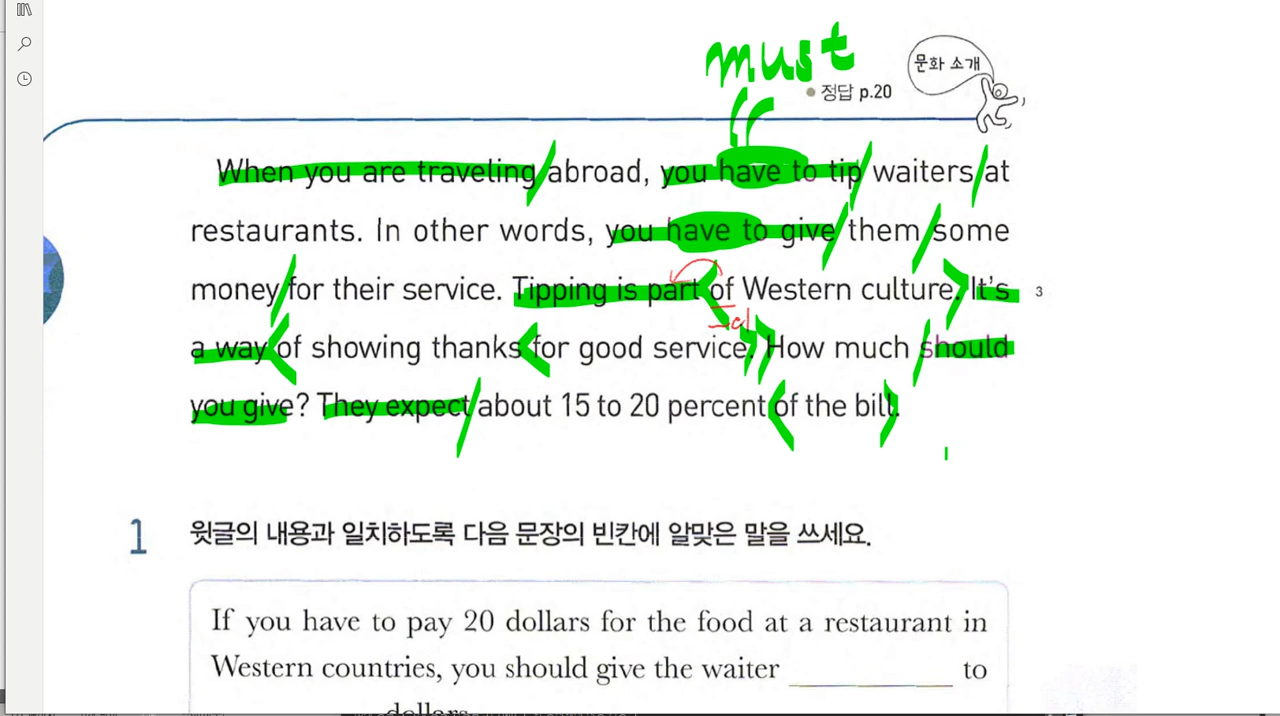 must
문화 소개
정답 p.20
When you are traveling abroad, you have to tip waiters at
restaurants. In other words, you have to give them some
money for their service. Tipping is part of Western culture. It's
3
a way of showing thanks for good service. How much should
you give? They expect about 15 to 20 percent of the bill.
1 윗글의 내용과 일치하도록 다음 문장의 빈칸에 알맞은 말을 쓰세요.
If you have to pay 20 dollars for the food at a restaurant in
Western countries, you should give the waiter __________ to
dollars